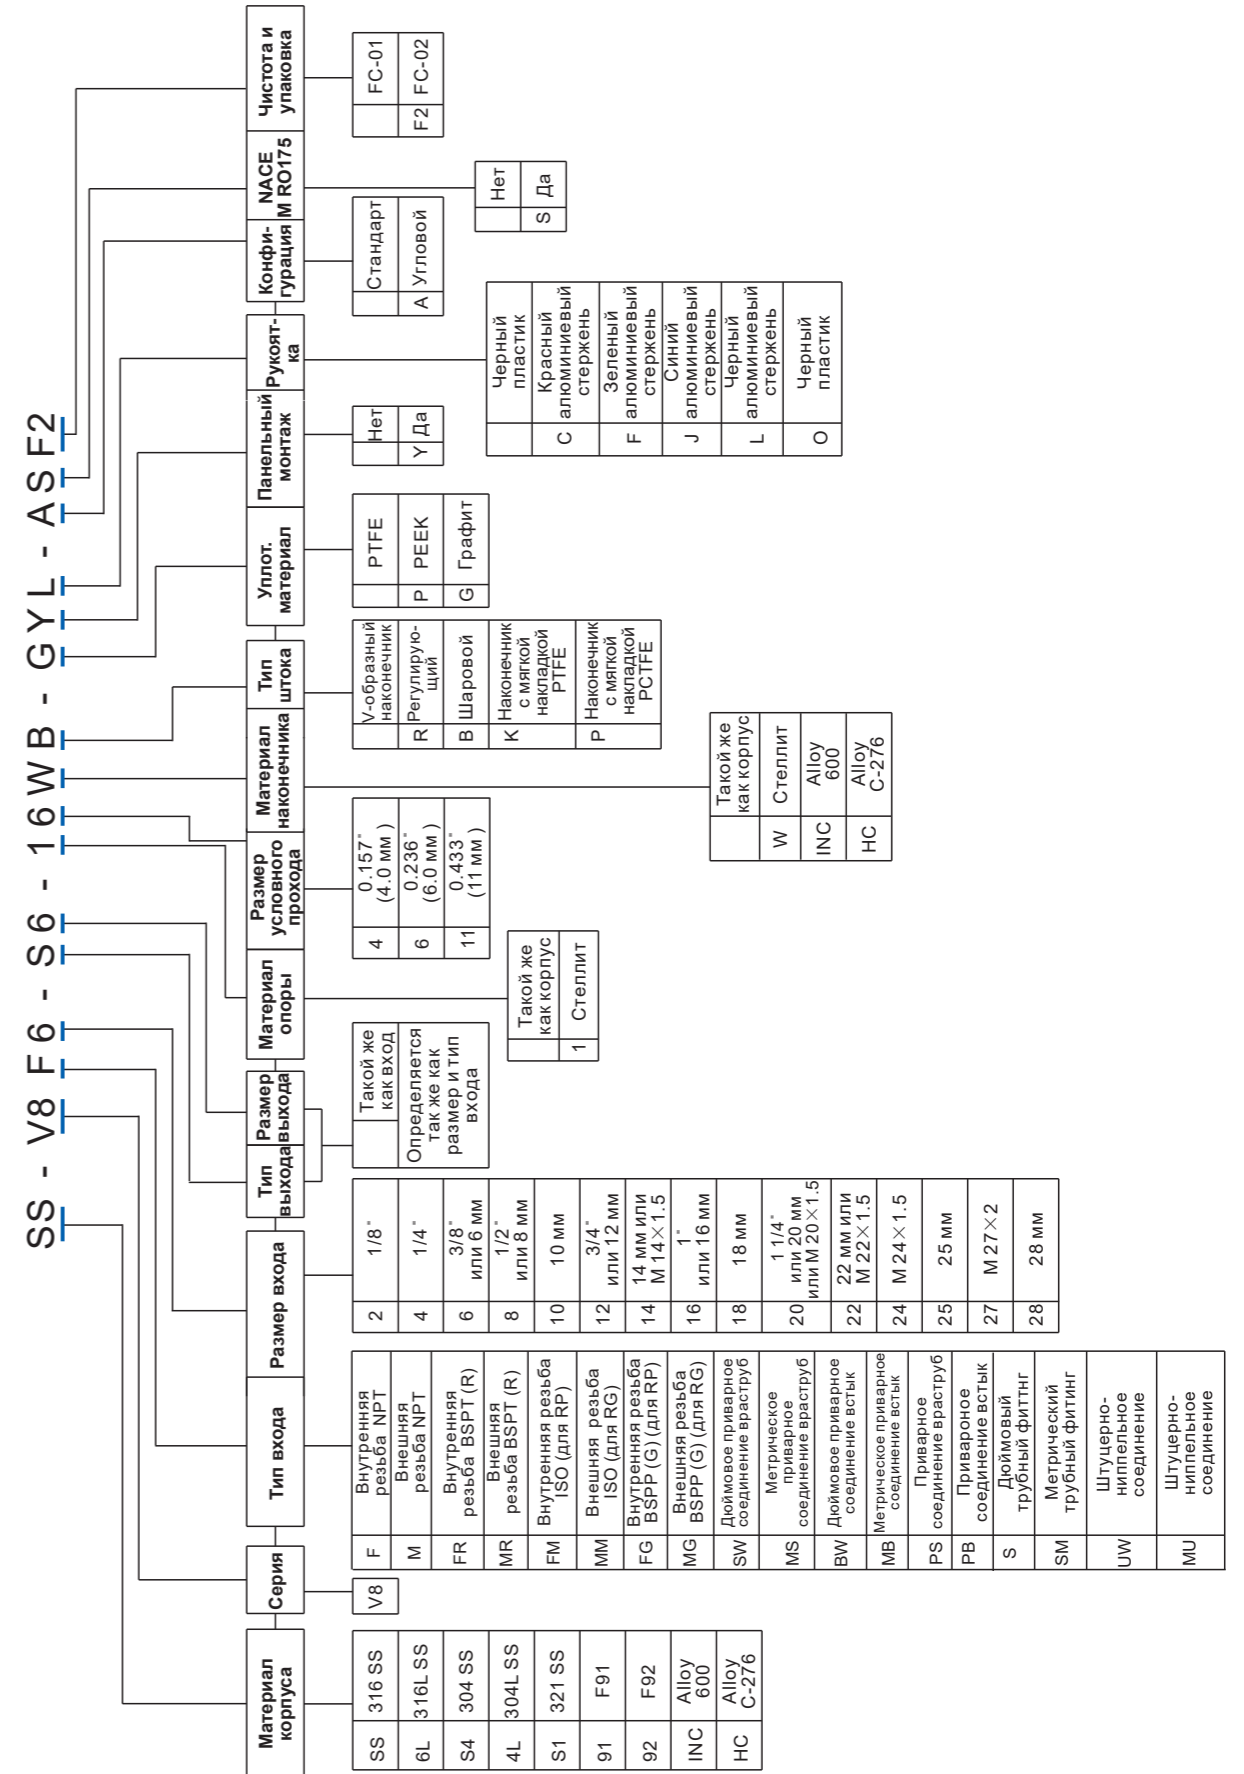 SS - V8 F6 - S6 - 16WB - GYL - ASF2
Материал
корпуса
Серия
Тип входа
Размер входа
Тип
выхода
Размер
выхода
Материал
опоры
Размер
условного
прохода
Материал
наконечника
Тип
штока
Уплот.
материал
Панельный
монтаж
Рукоят-
ка
Конфи-
гурация
NACE
M RO175
Чистота и
упаковка
SS 316 SS
6L 316L SS
S4 304 SS
4L 304L SS
S1 321 SS
91 F91
92 F92
INC Alloy
600
HC Alloy
C-276
V8
F Внутренняя
резьба NPT
M Внешняя
резьба NPT
FR Внутренняя
резьба BSPT (R)
MR Внешняя
резьба BSPT (R)
FM Внутренняя резьба
ISO (для RP)
MM Внешняя резьба
ISO (для RG)
FG Внутренняя резьба
BSPP (G) (для RP)
MG Внешняя резьба
BSPP (G) (для RG)
SW Дюймовое приварное
соединение враструб
MS Метрическое
приварное
соединение враструб
BW Дюймовое приварное
соединение встык
MB Метрическое приварное
соединение встык
PS Приварное
соединение враструб
PB Привароное
соединение встык
S Дюймовый
трубный фиттнг
SM Метрический
трубный фитинг
UW Штуцерно-
ниппельное
соединение
MU Штуцерно-
ниппельное
соединение
2 1/8"
4 1/4"
6 3/8"
или 6 мм
8 1/2"
или 8 мм
10 10 мм
12 3/4"
или 12 мм
14 14 мм или
M 14×1.5
16 1"
или 16 мм
18 18 мм
20 1 1/4"
или 20 мм
или M 20×1.5
22 22 мм или
M 22×1.5
24 M 24×1.5
25 25 мм
27 M 27×2
28 28 мм
Такой же
как вход
Определяется
так же как
размер и тип
входа
Такой же
как корпус
1 Стеллит
4 0.157"
(4.0 мм)
6 0.236"
(6.0 мм)
11 0.433"
(11 мм)
Такой же
как корпус
W Стеллит
INC Alloy
600
HC Alloy
C-276
V-образный
наконечник
R Регулирую-
щий
B Шаровой
K Наконечник
с мягкой
накладкой
PTFE
P Наконечник
с мягкой
накладкой
PCTFE
PTFE
P PEEK
G Графит
Нет
Y Да
Черный
пластик
C Красный
алюминиевый
стержень
F Зеленый
алюминиевый
стержень
J Синий
алюминиевый
стержень
L Черный
алюминиевый
стержень
O Черный
пластик
Стандарт
A Угловой
Нет
S Да
FC-01
F2 FC-02